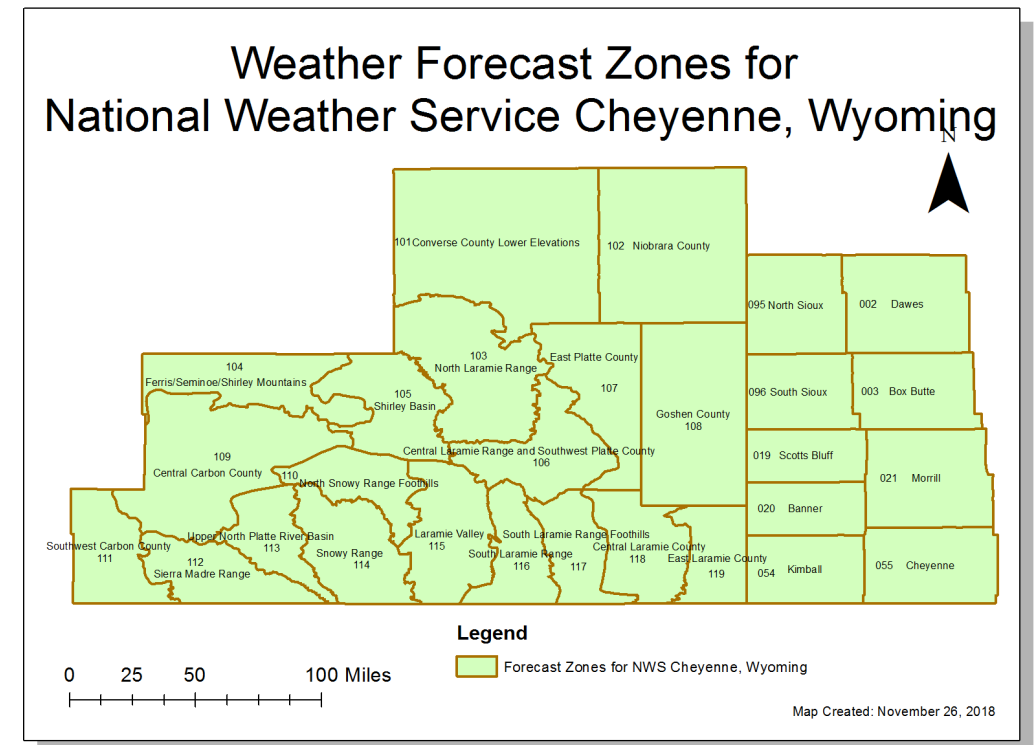 Weather Forecast Zones for
National Weather Service Cheyenne, Wyoming
N
101 Converse County Lower Elevations
102 Niobrara County
095 North Sioux
002 Dawes
103
North Laramie Range
East Platte County
107
104
Ferris/Seminoe/Shirley Mountains
105
Shirley Basin
096 South Sioux
003 Box Butte
Goshen County
108
Central Laramie Range and Southwest Platte County
106
019 Scotts Bluff
109
Central Carbon County
110
North Snowy Range Foothills
021 Morrill
020 Banner
Southwest Carbon County
111
Upper North Platte River Basin
113
112
Sierra Madre Range
Snowy Range
114
Laramie Valley
115
South Laramie Range
116
South Laramie Range Foothills
117
Central Laramie County
118
East Laramie County
119
054 Kimball
055 Cheyenne
Legend
Forecast Zones for NWS Cheyenne, Wyoming
0 25 50 100 Miles
Map Created: November 26, 2018